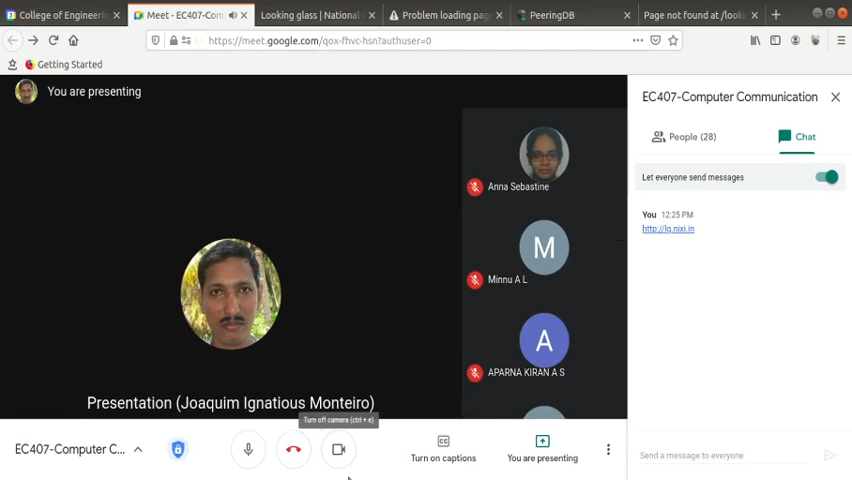 College of Engineerin
Meet - EC407-Com
Looking glass | National
Problem loading page
PeeringDB
Page not found at /looki
https://meet.google.com/qox-fhvc-hsn?authuser=0
Getting Started
You are presenting
EC407-Computer Communication
People (28)
Chat
Let everyone send messages
You 12:25 PM
http://lg.nixi.in
Anna Sebastine
M
Minnu A L
A
APARNA KIRAN A S
Presentation (Joaquim Ignatious Monteiro)
Turn off camera (ctrl + e)
EC407-Computer C...
CC
Turn on captions
You are presenting
Send a message to everyone